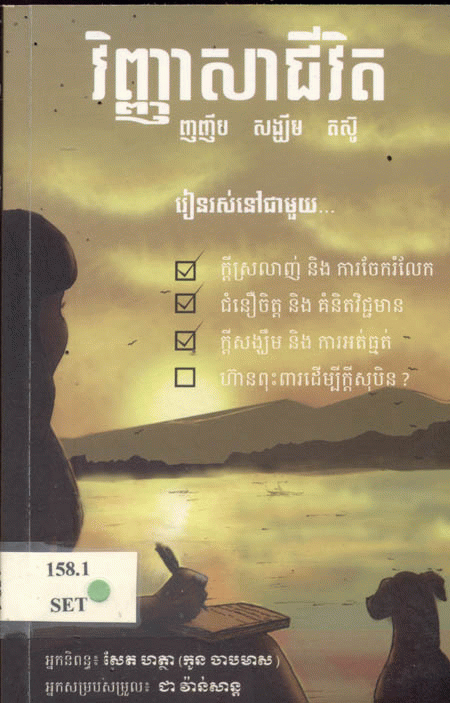 វិញ្ញាសាជីវិត
ញញឹម សង្ឃឹម តស៊ូ
រៀនរស់នៅជាមួយ...
ក្តីស្រលាញ់ និង ការចែករំលែក
ជំនឿចិត្ត និង គំនិតវិជ្ជមាន
ក្តីសង្ឃឹម និង ការអត់ធ្មត់
ហ៊ានពុះពារដើម្បីក្តីសុបិន ?
158.1
SET
អ្នកនិពន្ធ៖ សែត ហត្ថា (កូន ចាបមាស)
អ្នកសម្របសម្រួល៖ ជា វ៉ាន់សាន្ត